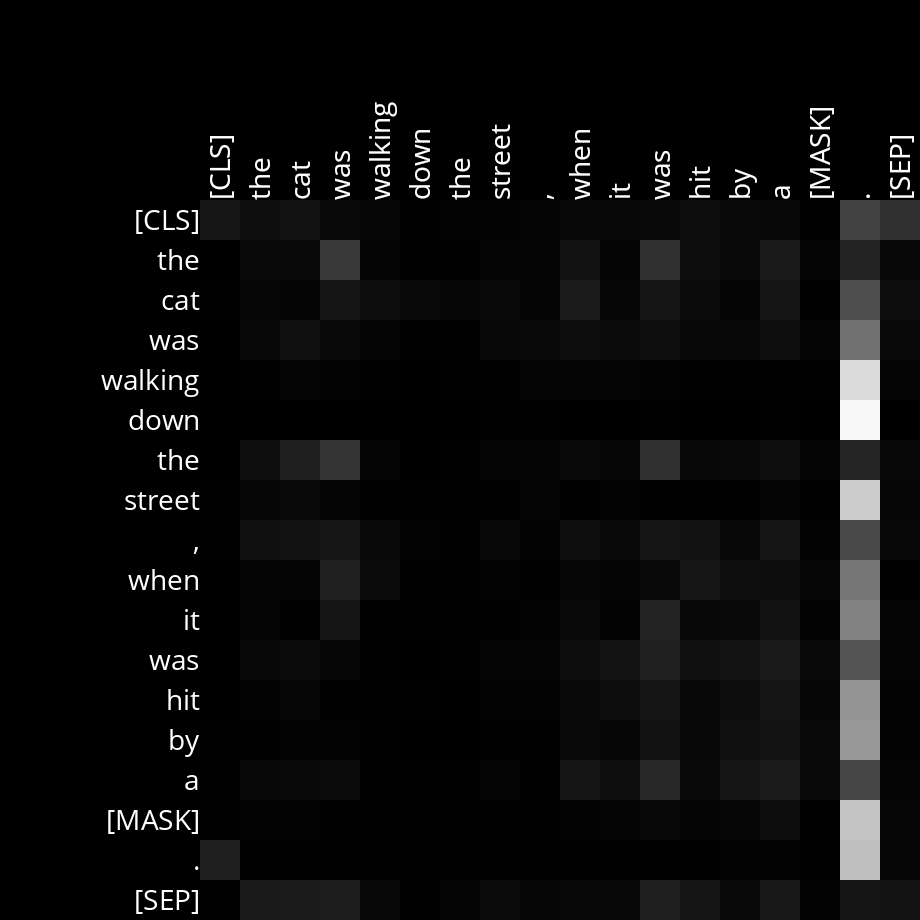 [CLS] the cat was walking down the street , when it was hit by a [MASK] . [SEP]
[CLS]
the
cat
was
walking
down
the
street
,
when
it
was
hit
by
a
[MASK]
.
[SEP]